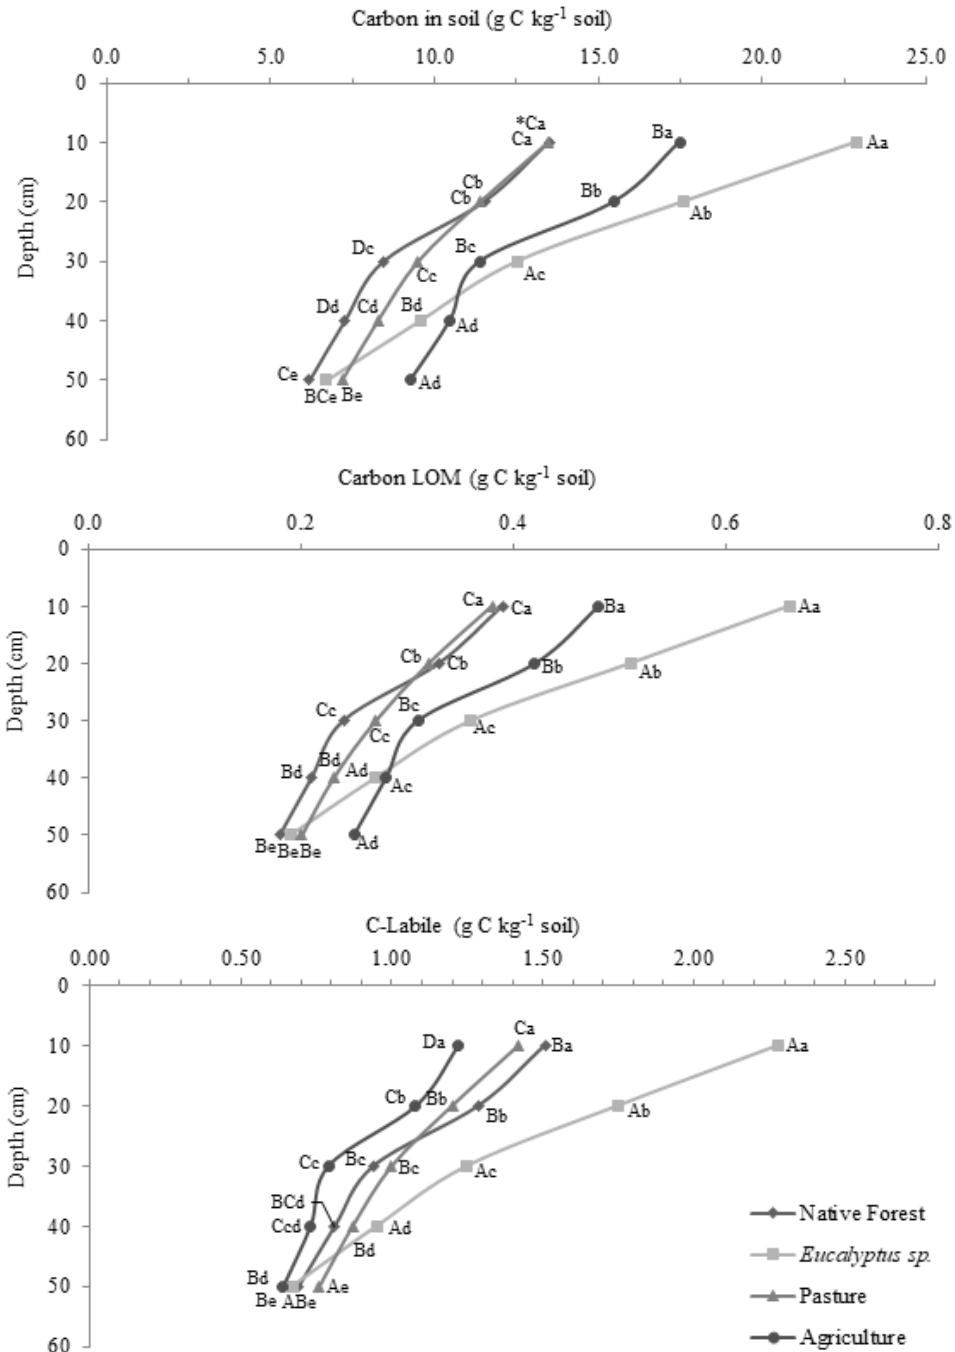 Carbon in soil (g C kg-1 soil)
0.0 5.0 10.0 15.0 20.0 25.0
0
*Ca
10 Ca Ba Aa
Cb
20 Cb Bb Ab
Dc Bc
30 Cc Ac
Dd Cd Bd
40 Ad
Ce
50 Ad
BCe Be
60
Depth (cm)
Carbon LOM (g C kg-1 soil)
0.0 0.2 0.4 0.6 0.8
0
10 Ca Ca Ba Aa
20 Cb Cb Bb Ab
Cc Bc
30 Cc Ac
Bd Bd Ad
40 Ac
50 Be Be Be Ad
60
Depth (cm)
C-Labile (g C kg-1 soil)
0.00 0.50 1.00 1.50 2.00 2.50
0
Ca
10 Da Ba Aa
Cb Bb
20 Bb Ab
Cc Bc
30 Bc Ac
BCd
40 Ccd Ad
Bd
Bd
50 Ae
Be ABe
60
Depth (cm)
Native Forest
Eucalyptus sp.
Pasture
Agriculture